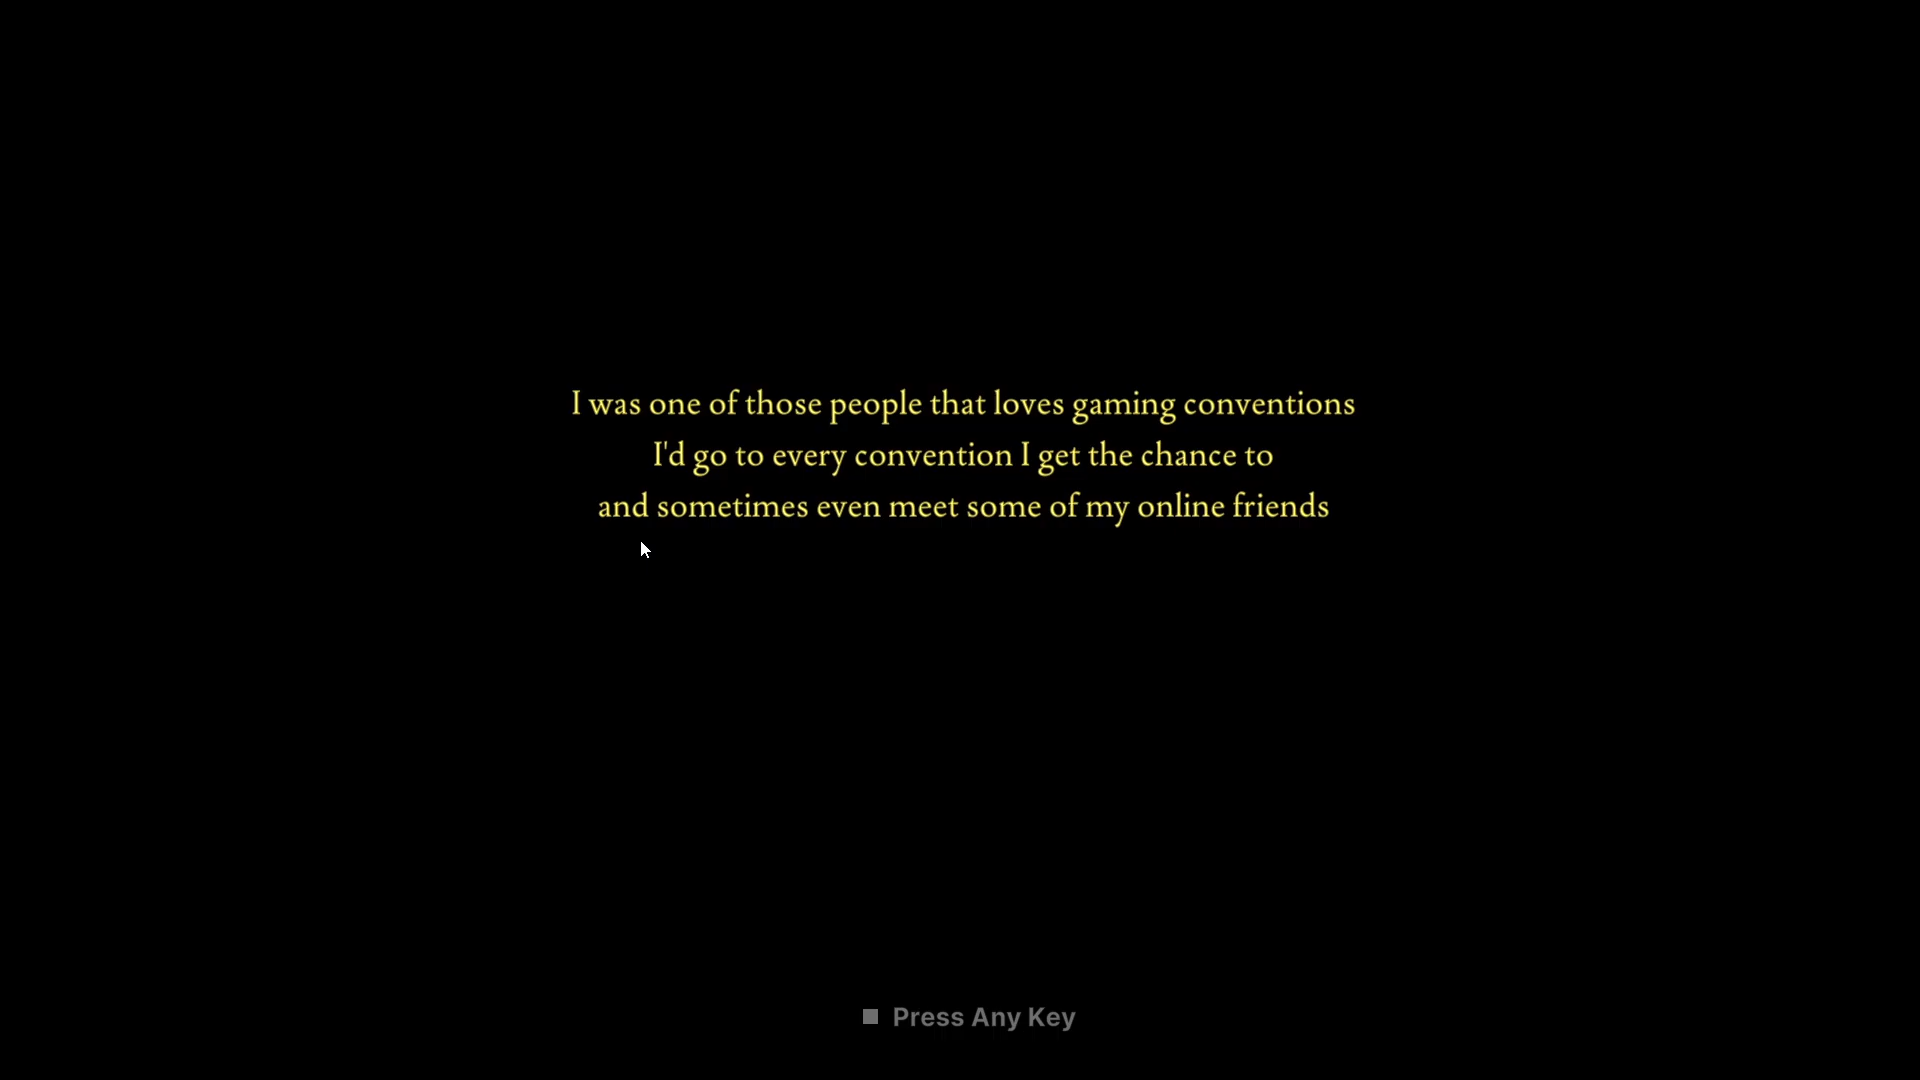 I was one of those people that loves gaming conventions
I'd go to every convention I get the chance to
and sometimes even meet some of my online friends
Press Any Key